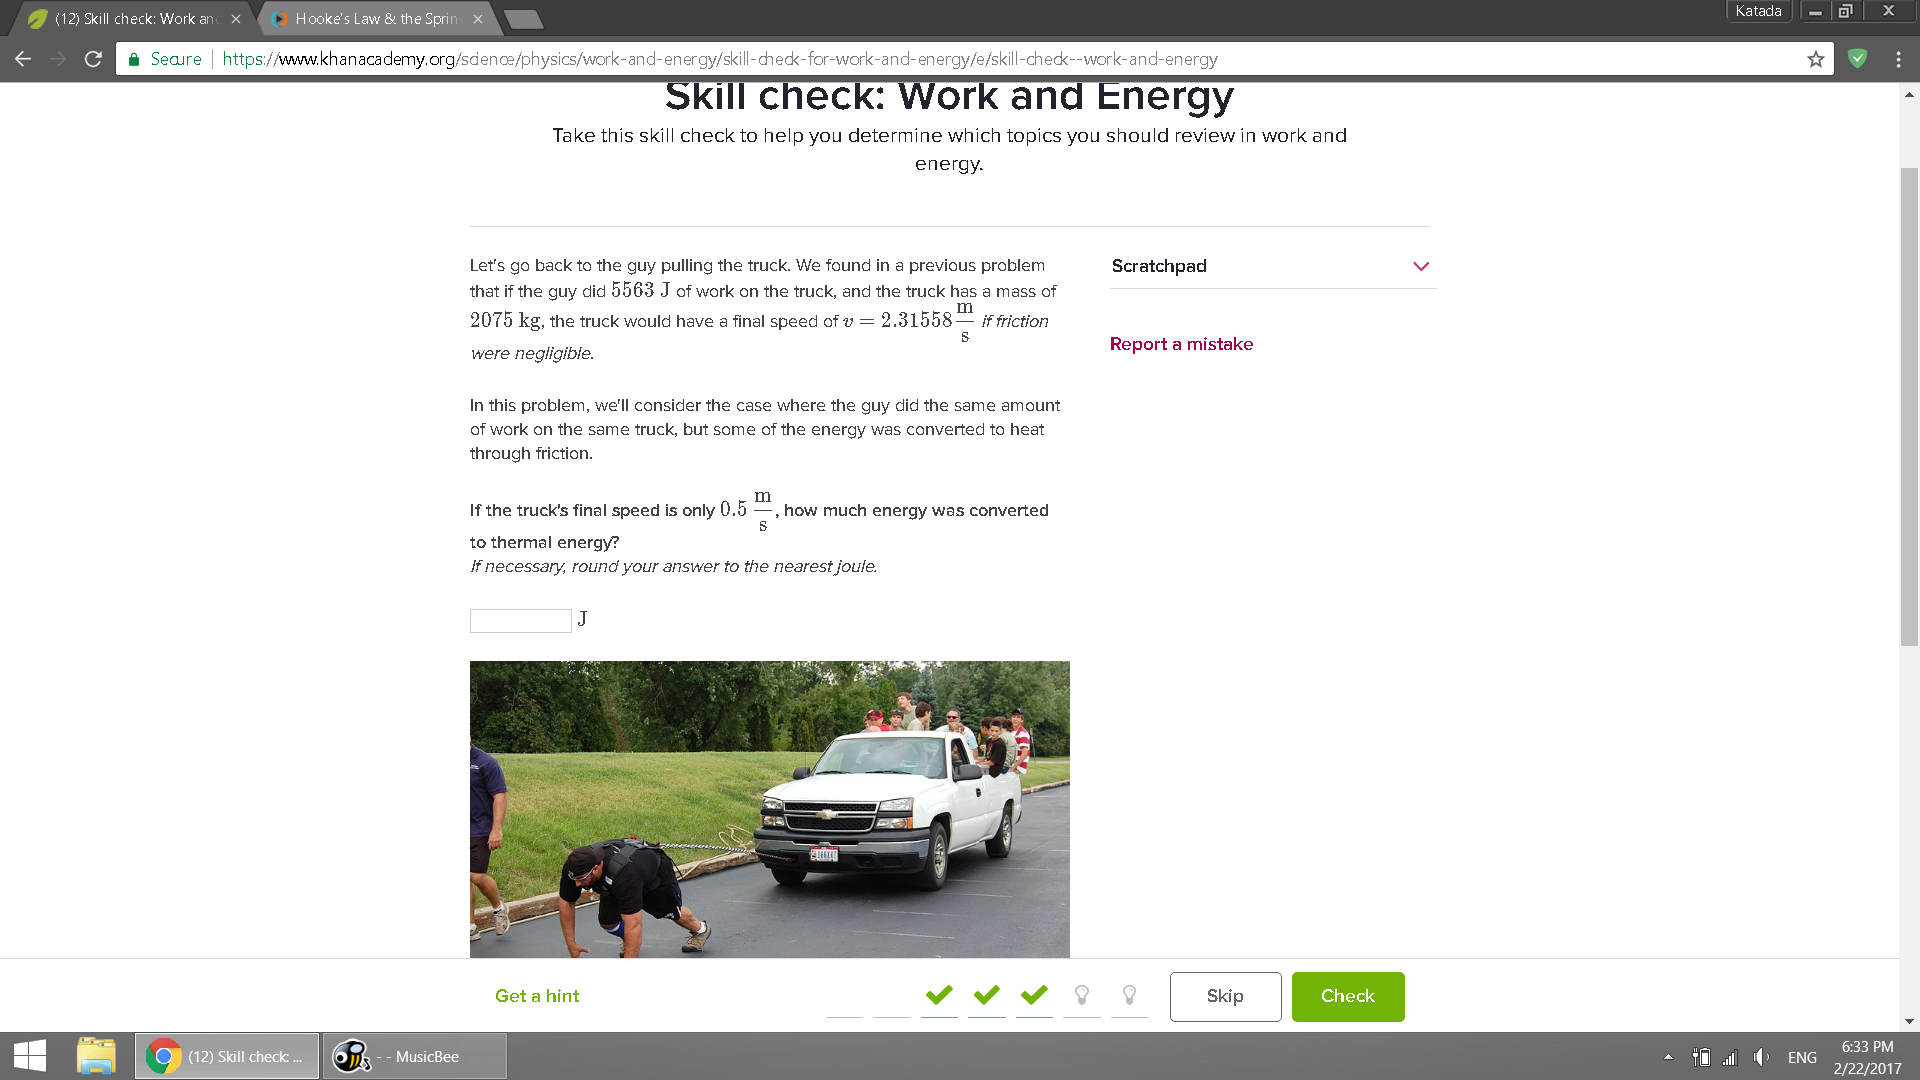 (12) Skill check: Work and
Hooke's Law & the Sprin
Katada
Secure
https://www.khanacademy.org/science/physics/work-and-energy/skill-check-for-work-and-energy/e/skill-check--work-and-energy
Skill check: Work and Energy
Take this skill check to help you determine which topics you should review in work and
energy.
Let's go back to the guy pulling the truck. We found in a previous problem
that if the guy did 5563 J of work on the truck, and the truck has a mass of
2075 kg, the truck would have a final speed of v = 2.31558 m/s if friction
were negligible.
In this problem, we'll consider the case where the guy did the same amount
of work on the same truck, but some of the energy was converted to heat
through friction.
If the truck's final speed is only 0.5 m/s, how much energy was converted
to thermal energy?
If necessary, round your answer to the nearest joule.
J
Scratchpad
Report a mistake
Get a hint
Skip
Check
(12) Skill check: ...
- - MusicBee
ENG
6:33 PM
2/22/2017